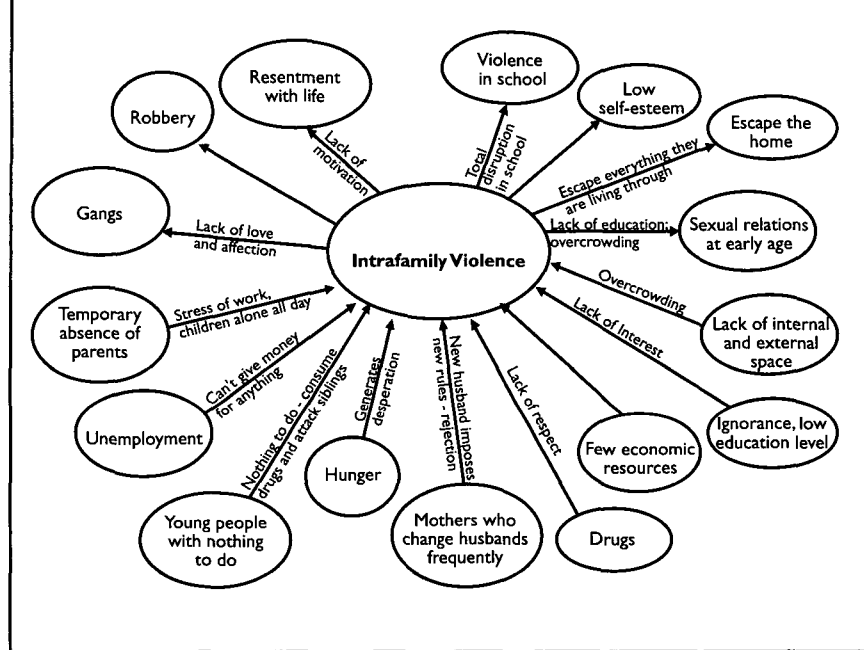 Violence
in school
Resentment
with life
Low
self-esteem
Robbery
Escape the
home
Lack of
motivation
Total
disruption
in school
Escape everything they
are living through
Gangs
Lack of love
and affection
Lack of education;
overcrowding
Sexual relations
at early age
Intrafamily Violence
Temporary
absence of
parents
Stress of work,
children alone all day
Overcrowding
Lack of internal
and external
space
Lack of Interest
Can't give money
for anything
Unemployment
Nothing to do - consume
drugs and attack siblings
Generates
desperation
New husband imposes
new rules - rejection
Lack of respect
Few economic
resources
Ignorance, low
education level
Hunger
Young people
with nothing
to do
Mothers who
change husbands
frequently
Drugs